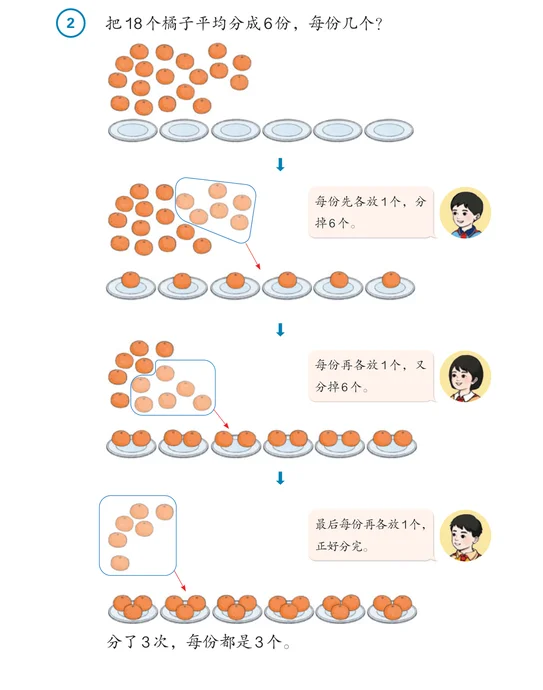 2 把18个橘子平均分成6份，每份几个？
每份先各放1个，分
掉6个。
每份再各放1个，又
分掉6个。
最后每份再各放1个，
正好分完。
分了3次，每份都是3个。